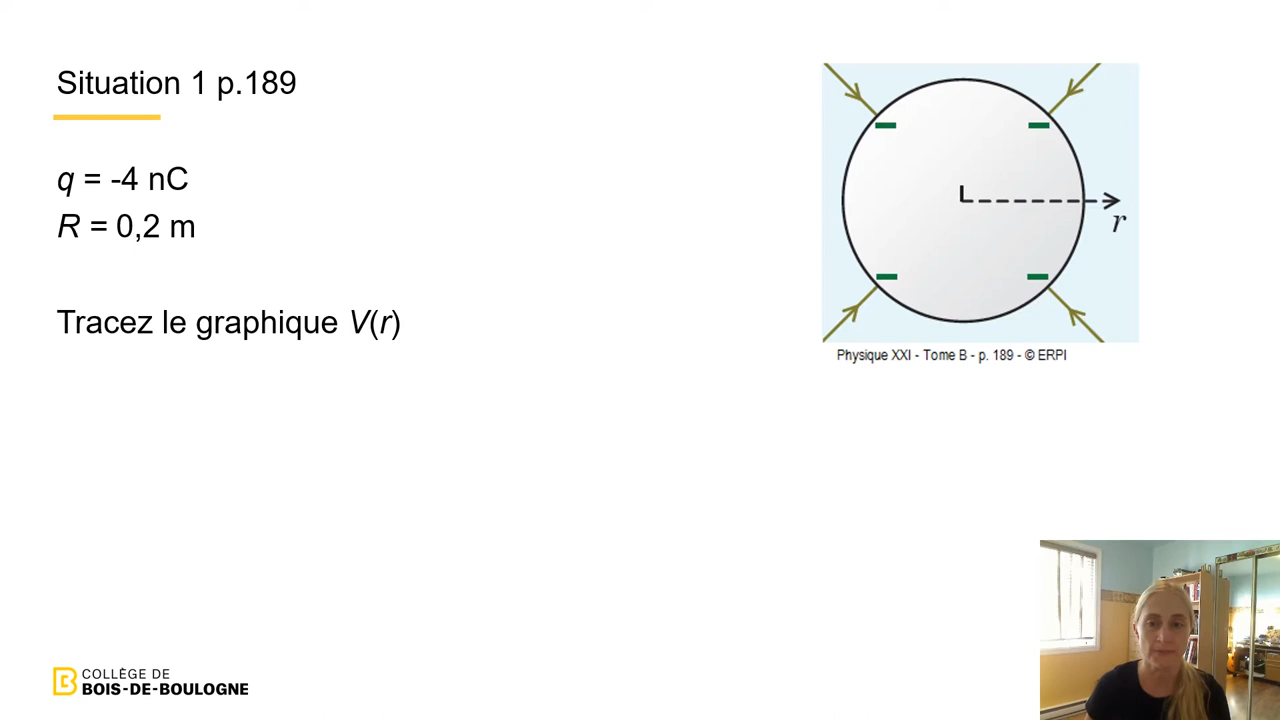 Situation 1 p.189
q = -4 nC
R = 0,2 m
Tracez le graphique V(r)
r
Physique XXI - Tome B - p. 189 - © ERPI
COLLÈGE DE
BOIS-DE-BOULOGNE